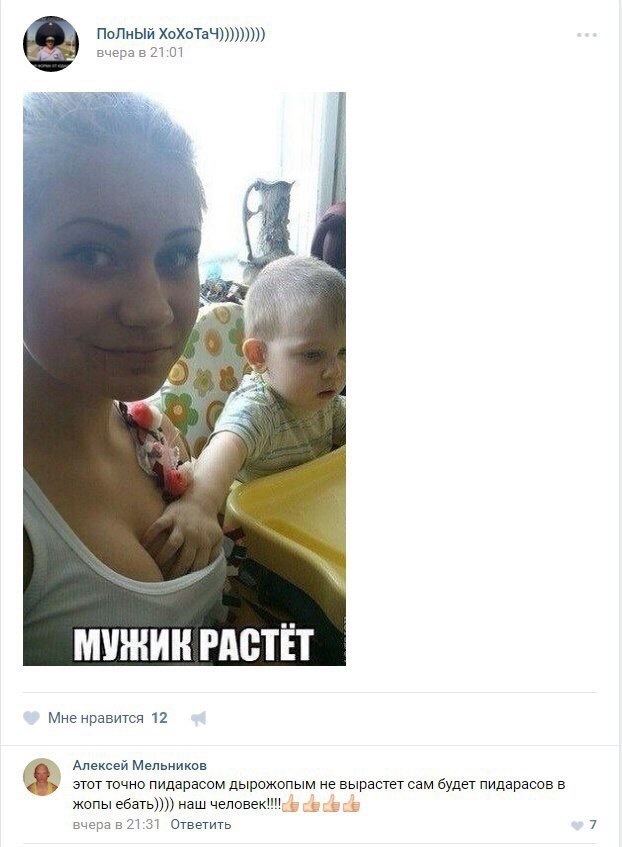 ПоЛнЫй ХоХоТаЧ)))))))))
вчера в 21:01
МУЖИК РАСТЁТ
Мне нравится 12
Алексей Мельников
этот точно пидарасом дырожопым не вырастет сам будет пидарасов в
жопы ебать)))) наш человек!!!!👍👍👍👍
вчера в 21:31 Ответить
7